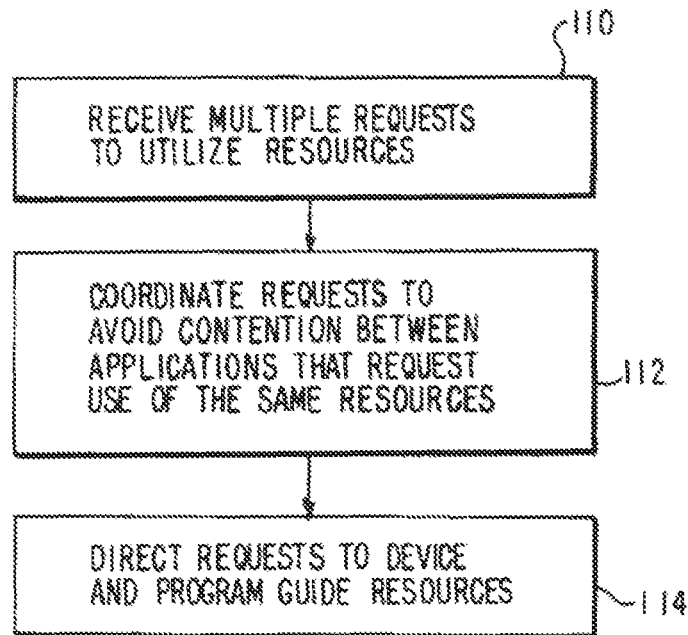 110
RECEIVE MULTIPLE REQUESTS
TO UTILIZE RESOURCES
COORDINATE REQUESTS TO
AVOID CONTENTION BETWEEN
APPLICATIONS THAT REQUEST
USE OF THE SAME RESOURCES
112
DIRECT REQUESTS TO DEVICE
AND PROGRAM GUIDE RESOURCES
114